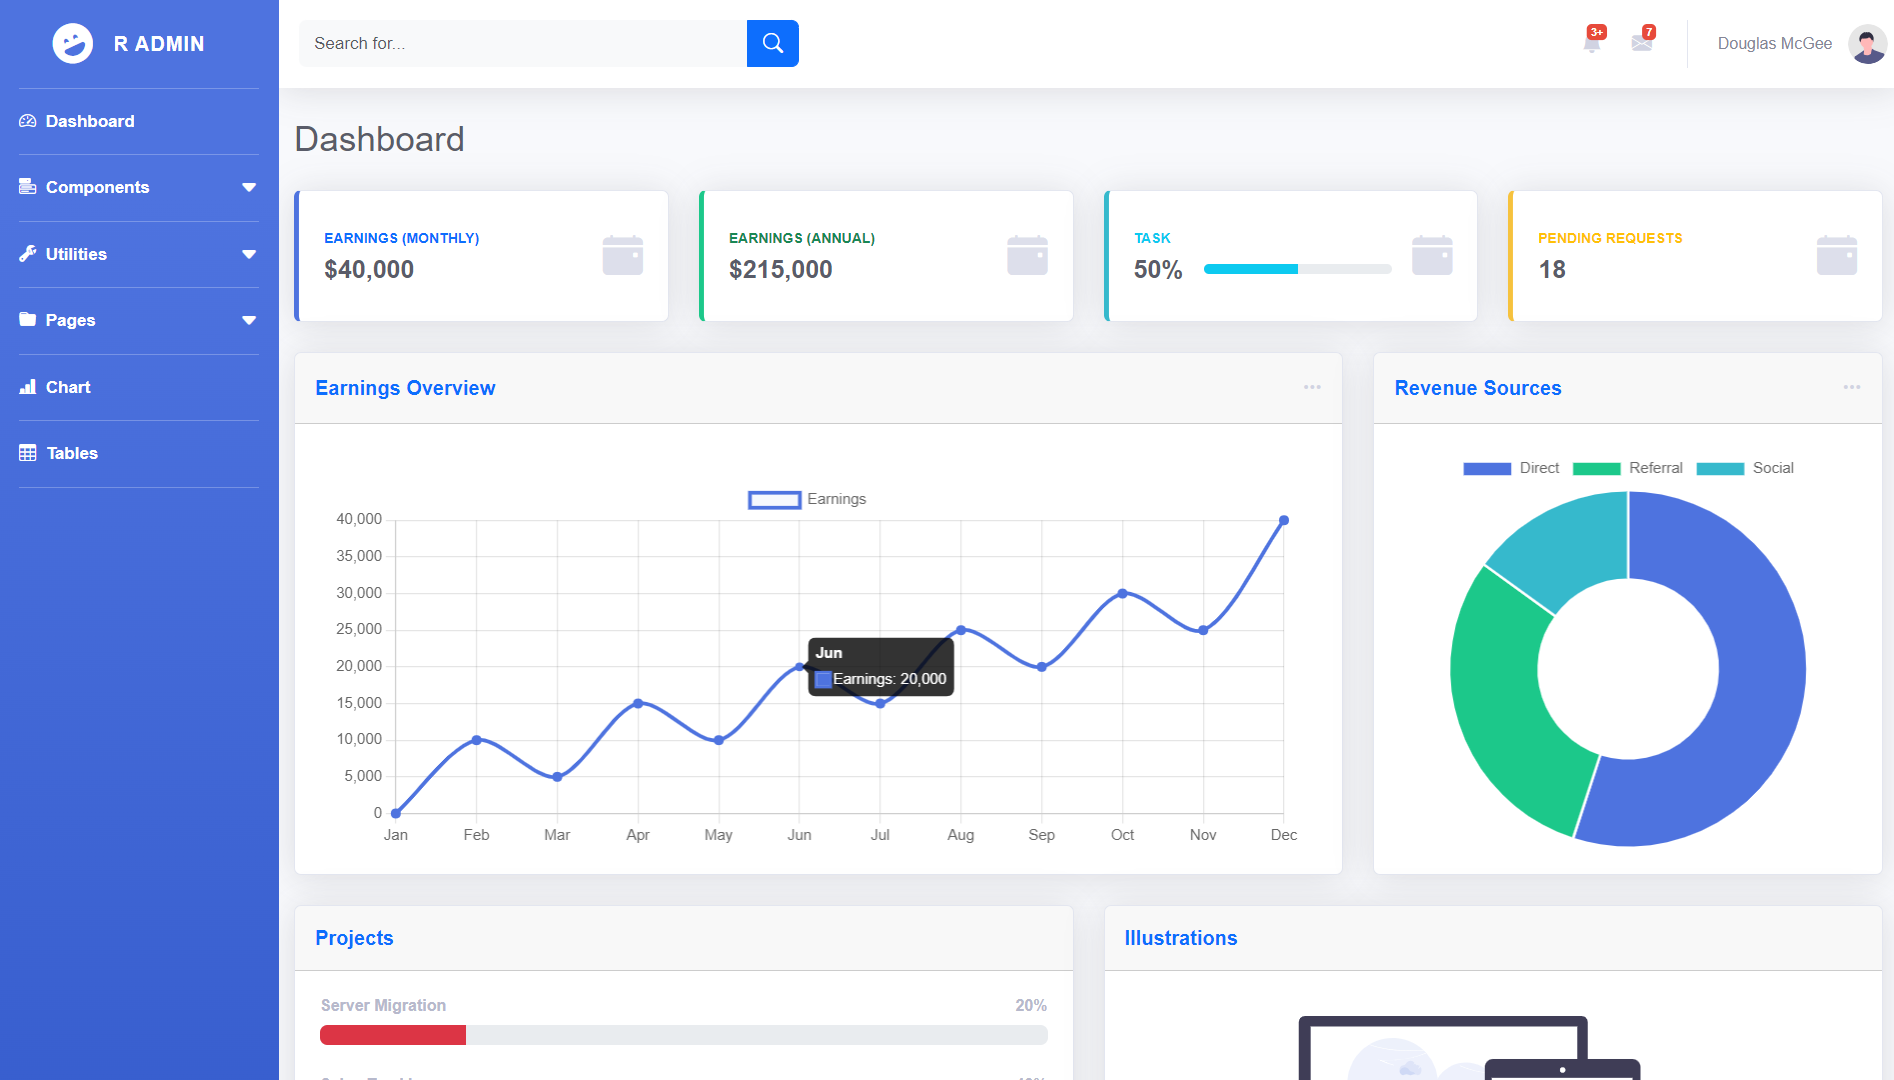 R ADMIN
Search for...
3+
7
Douglas McGee
Dashboard
Components
Utilities
Pages
Chart
Tables
Dashboard
EARNINGS (MONTHLY)
$40,000
EARNINGS (ANNUAL)
$215,000
TASK
50%
PENDING REQUESTS
18
Earnings Overview
Earnings
40,000
35,000
30,000
25,000
20,000
15,000
10,000
5,000
0
Jan Feb Mar Apr May Jun Jul Aug Sep Oct Nov Dec
Jun
Earnings: 20,000
Revenue Sources
Direct Referral Social
Projects
Server Migration 20%
Illustrations